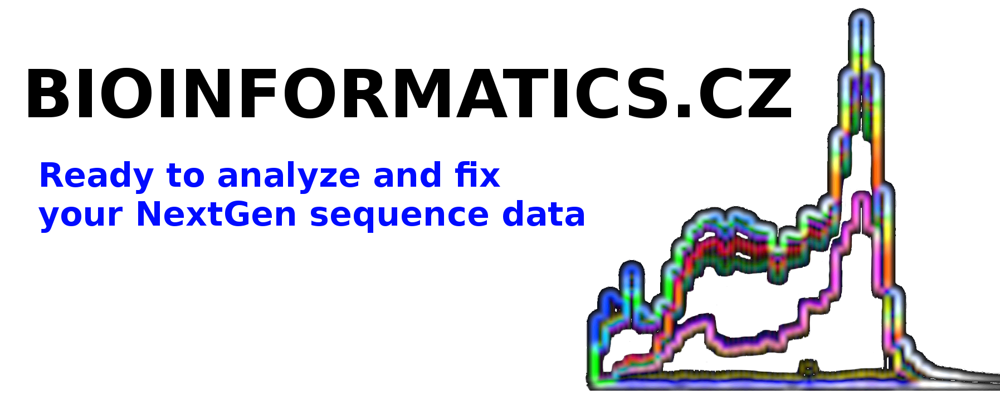 BIOINFORMATICS.CZ
Ready to analyze and fix
your NextGen sequence data